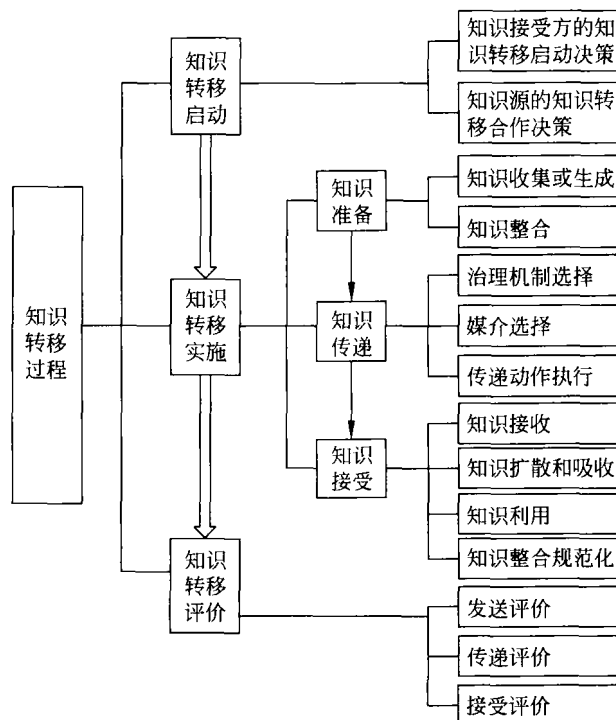 知识
转移
过程
知识
转移
启动
知识接受方的知
识转移启动决策
知识源的知识转
移合作决策
知识
转移
实施
知识
准备
知识收集或生成
知识整合
知识
传递
治理机制选择
媒介选择
传递动作执行
知识
接受
知识接收
知识扩散和吸收
知识利用
知识整合规范化
知识
转移
评价
发送评价
传递评价
接受评价